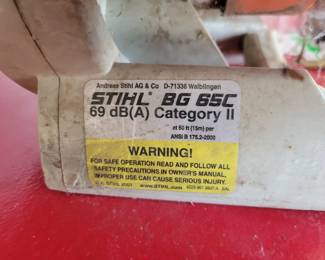 Andreas Stihl AG & Co D-71336 Waiblingen
STIHL® BG 65C
69 dB(A) Category II
at 50 ft (15m) per
ANSI B 175.2-2000
WARNING!
FOR SAFE OPERATION READ AND FOLLOW ALL
SAFETY PRECAUTIONS IN OWNER'S MANUAL,
IMPROPER USE CAN CAUSE SERIOUS INJURY.
STIHL 2001 www.STIHL.com